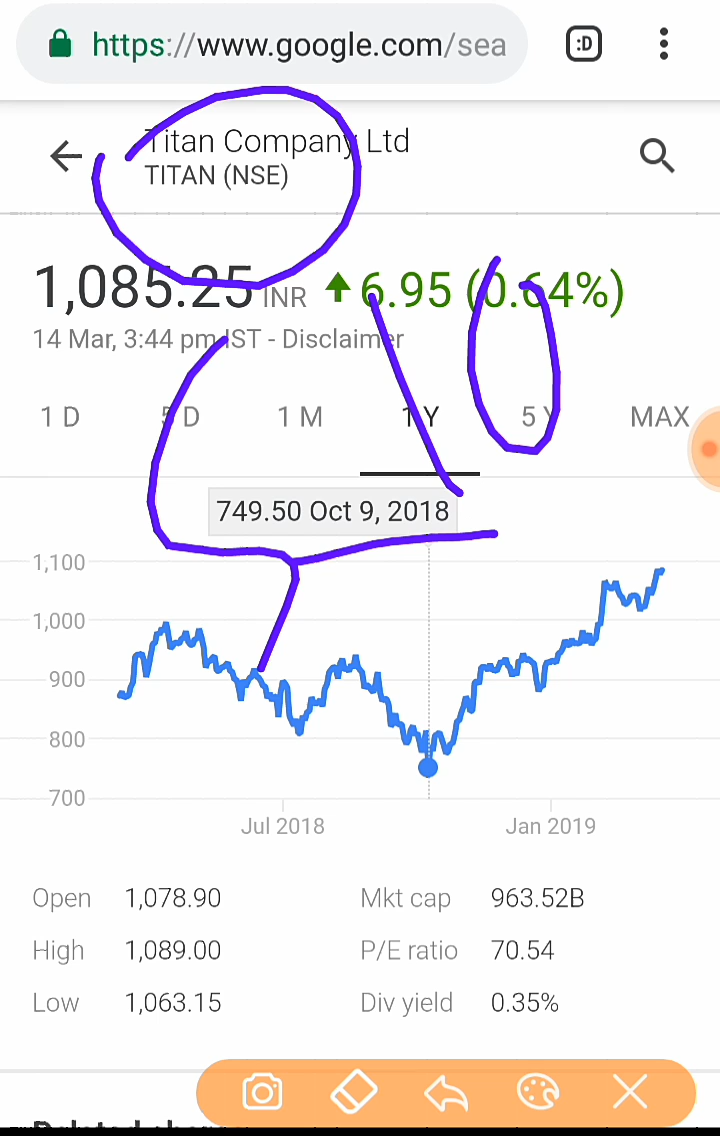 https://www.google.com/sea
:D
Titan Company Ltd
TITAN (NSE)
1,085.25 INR 6.95 (0.64%)
14 Mar, 3:44 pm IST - Disclaimer
1 D 5 D 1 M 1 Y 5 Y MAX
749.50 Oct 9, 2018
1,100
1,000
900
800
700
Jul 2018 Jan 2019
Open 1,078.90 Mkt cap 963.52B
High 1,089.00 P/E ratio 70.54
Low 1,063.15 Div yield 0.35%